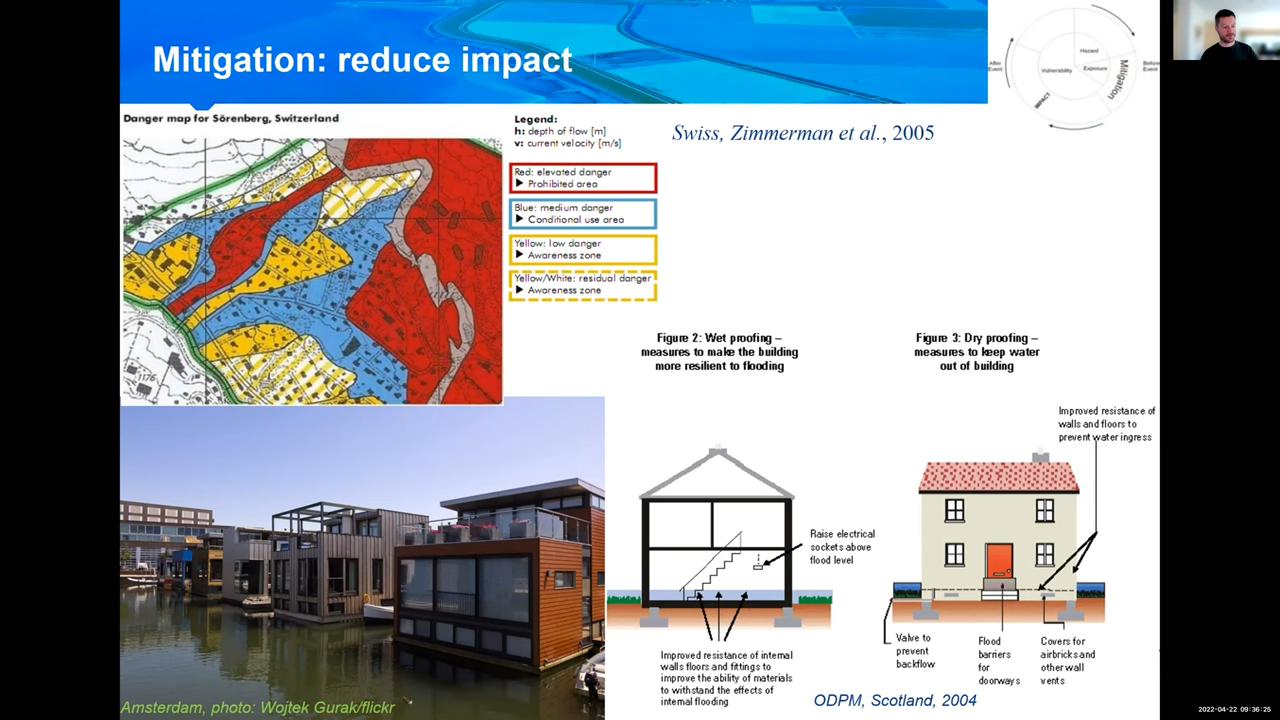 Mitigation: reduce impact
After
Event
Before
Event
Hazard
Exposure
Vulnerability
Mitigation
IMPACT
Danger map for Sörenberg, Switzerland
Legend:
h: depth of flow [m]
v: current velocity [m/s]
Red: elevated danger
▶ Prohibited area
Blue: medium danger
▶ Conditional use area
Yellow: low danger
▶ Awareness zone
Yellow/White: residual danger
▶ Awareness zone
Swiss, Zimmerman et al., 2005
1176
Figure 2: Wet proofing –
measures to make the building
more resilient to flooding
Raise electrical
sockets above
flood level
Improved resistance of internal
walls floors and fittings to
improve the ability of materials
to withstand the effects of
internal flooding
Figure 3: Dry proofing –
measures to keep water
out of building
Improved resistance of
walls and floors to
prevent water ingress
Valve to
prevent
backflow
Flood
barriers
for
doorways
Covers for
airbricks and
other wall
vents
Amsterdam, photo: Wojtek Gurak/flickr
ODPM, Scotland, 2004
2022-04-22 09:36:25